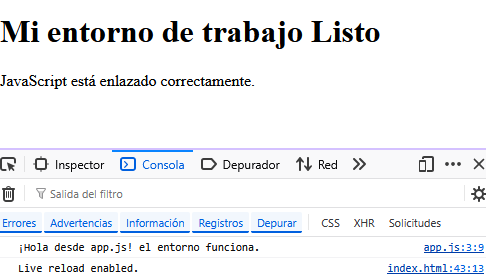 Mi entorno de trabajo Listo
JavaScript está enlazado correctamente.
Inspector Consola Depurador Red
Salida del filtro
Errores Advertencias Información Registros Depurar CSS XHR Solicitudes
¡Hola desde app.js! el entorno funciona. app.js:3:9
Live reload enabled. index.html:43:13